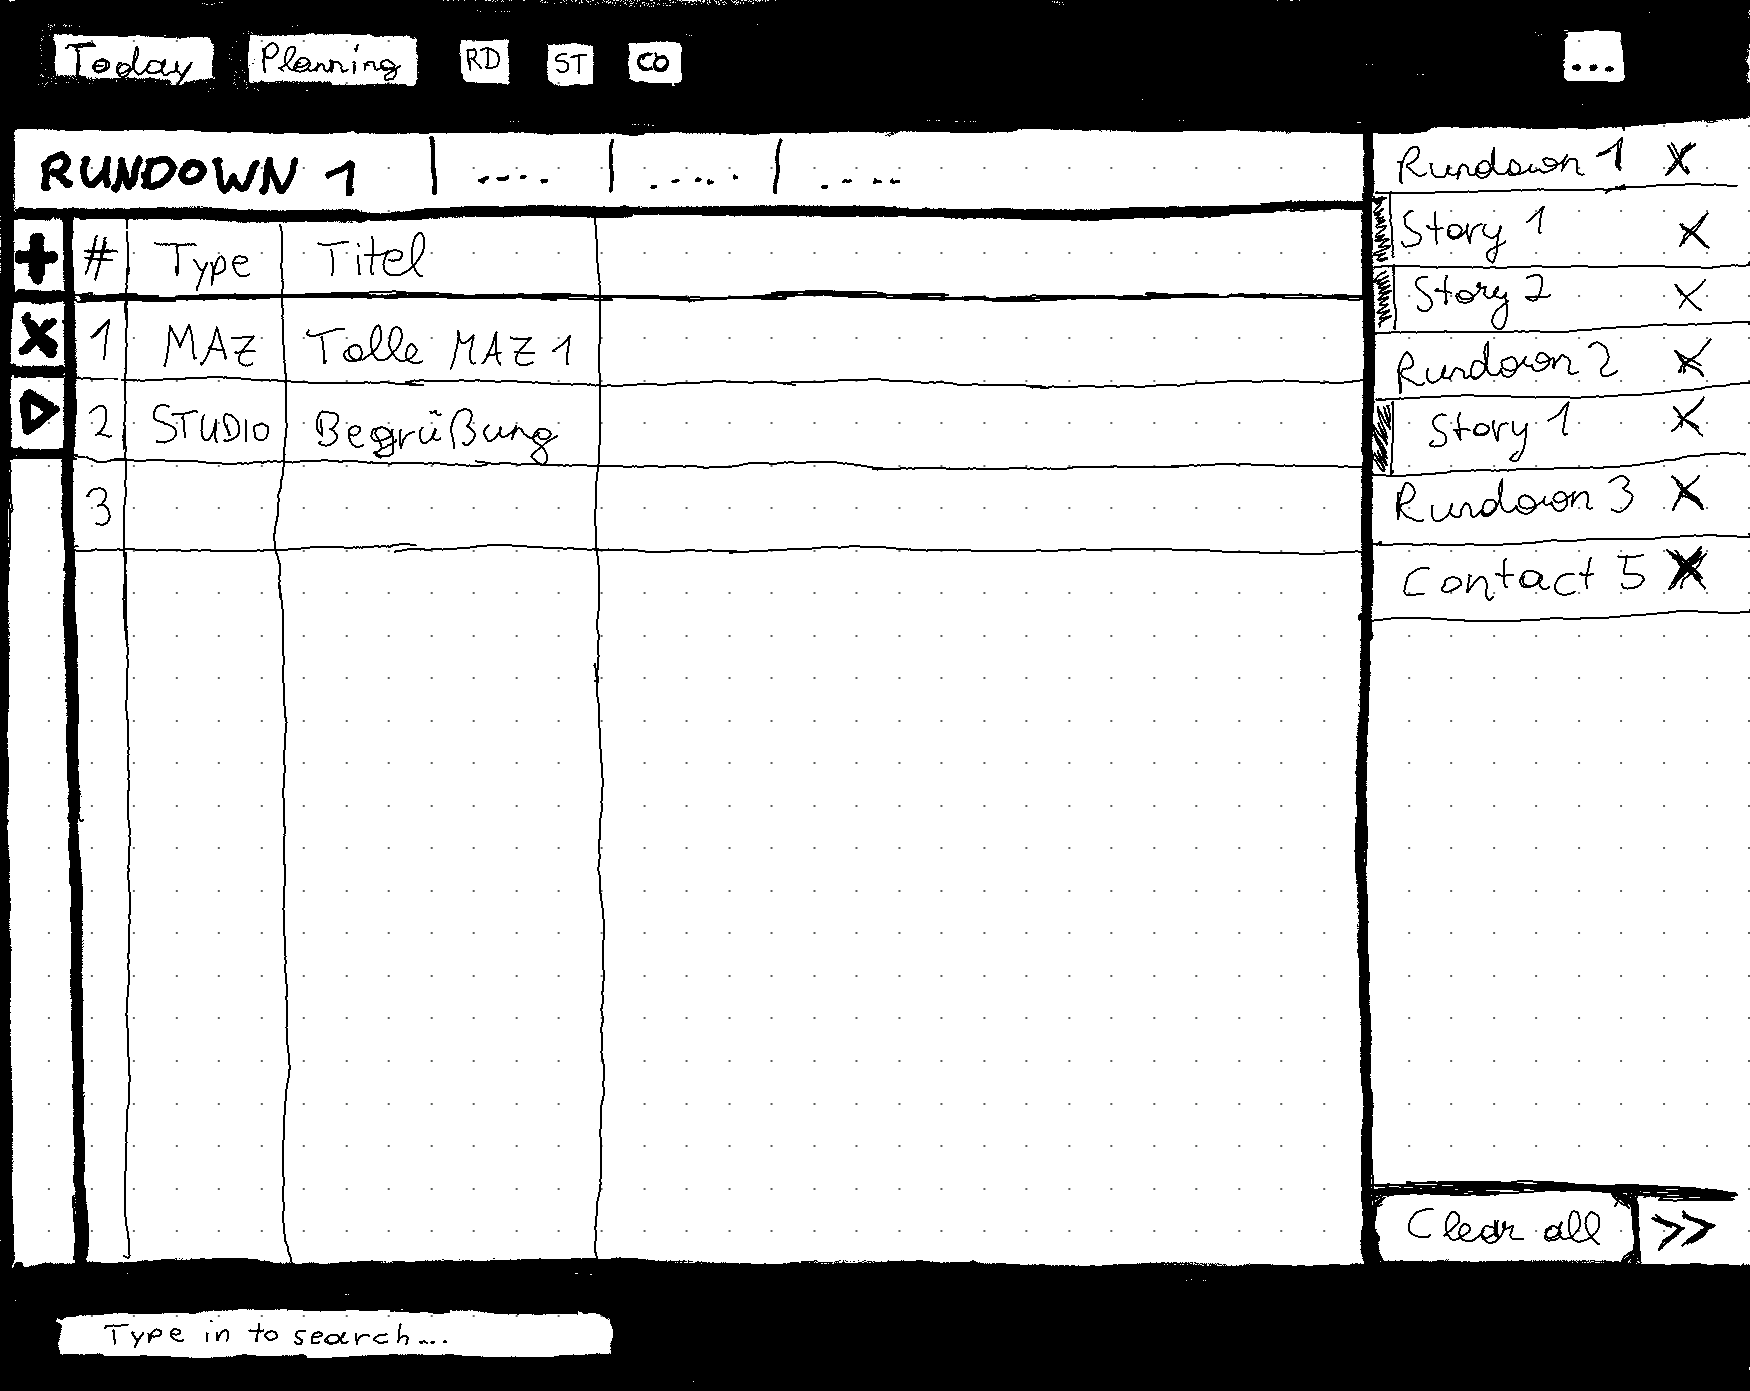 Today Planning RD ST CO ...
RUNDOWN 1 | .... | ..... | ....
# Type Titel
1 MAZ Tolle MAZ 1
2 STUDIO Begrüßung
3
Rundown 1 X
Story 1 X
Story 2 X
Rundown 2 X
Story 1 X
Rundown 3 X
Contact 5 X
Clear all >>
Type in to search...